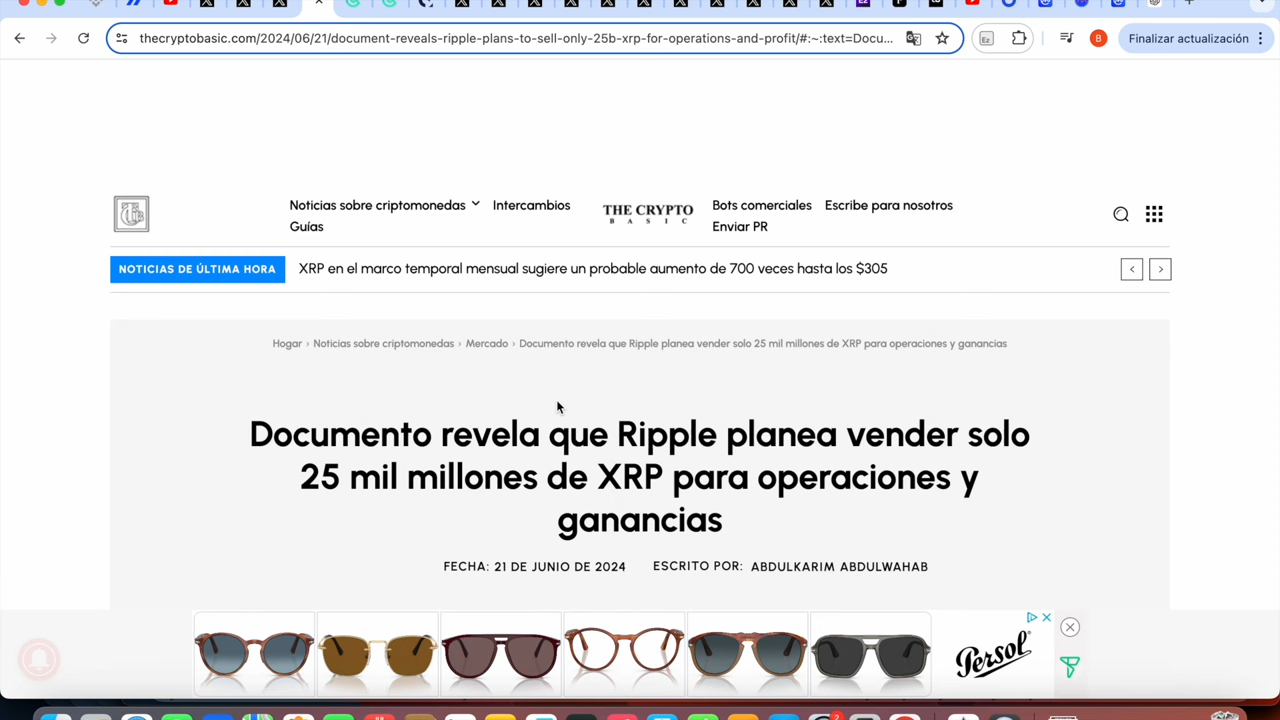 thecryptobasic.com/2024/06/21/document-reveals-ripple-plans-to-sell-only-25b-xrp-for-operations-and-profit/#:~:text=Docu...
Ez
B
Finalizar actualización
Noticias sobre criptomonedas
Intercambios
THE CRYPTO
BASIC
Bots comerciales
Escribe para nosotros
Guías
Enviar PR
NOTICIAS DE ÚLTIMA HORA
XRP en el marco temporal mensual sugiere un probable aumento de 700 veces hasta los $305
Hogar › Noticias sobre criptomonedas › Mercado › Documento revela que Ripple planea vender solo 25 mil millones de XRP para operaciones y ganancias
Documento revela que Ripple planea vender solo
25 mil millones de XRP para operaciones y
ganancias
FECHA: 21 DE JUNIO DE 2024
ESCRITO POR: ABDULKARIM ABDULWAHAB
Persol